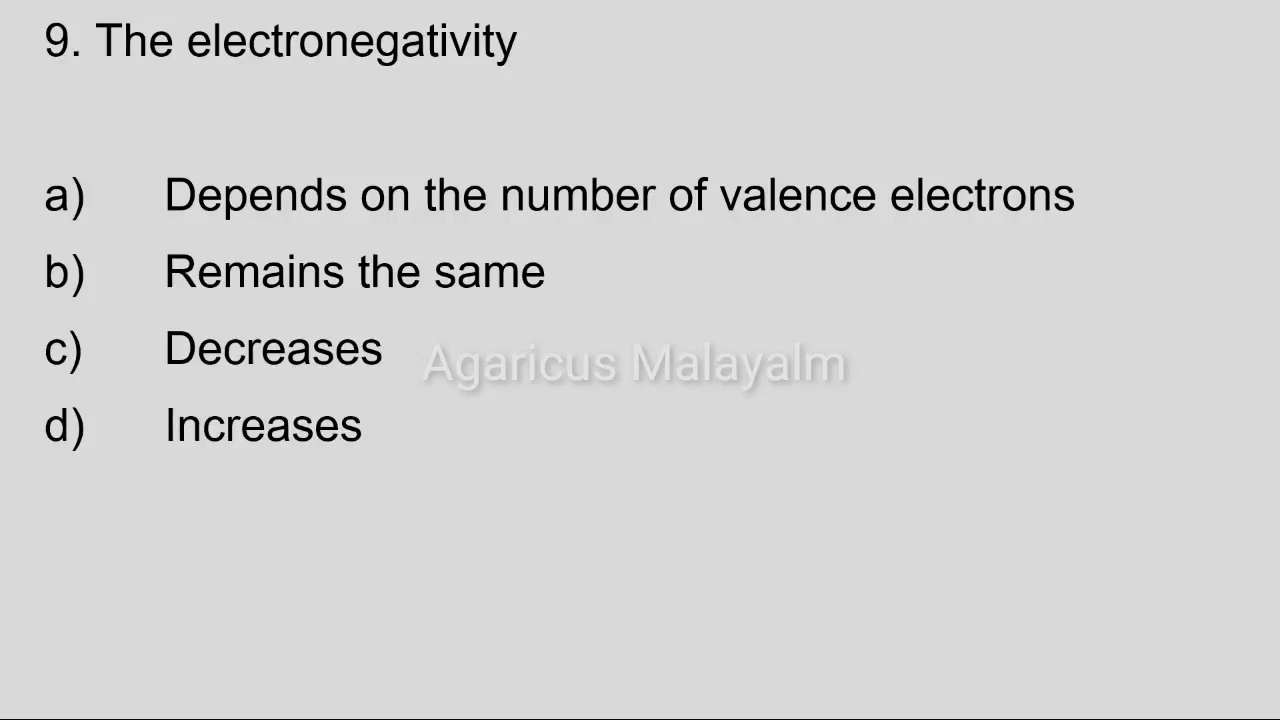 9. The electronegativity
a) Depends on the number of valence electrons
b) Remains the same
c) Decreases
Agaricus Malayalm
d) Increases